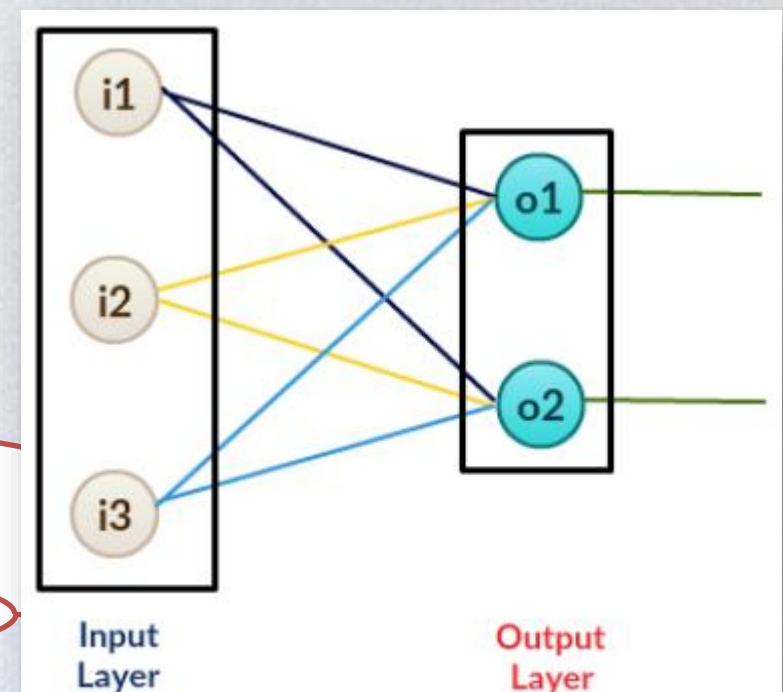 i1
o1
i2
o2
i3
Input
Layer
Output
Layer